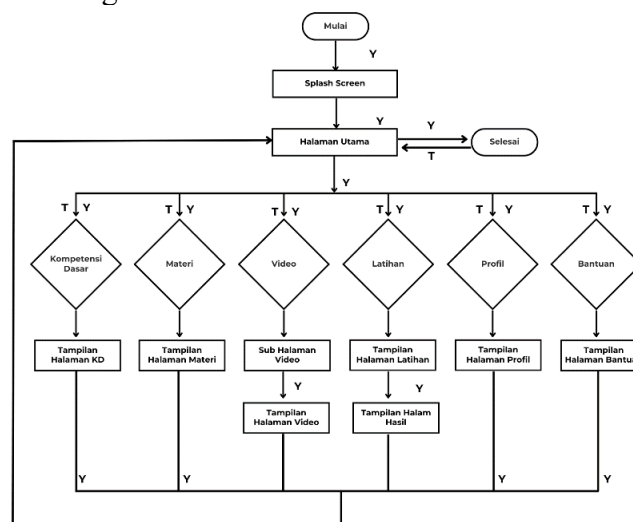 Mulai
Y
Splash Screen
Y
Halaman Utama
Y
T
Selesai
Y
T Y
T Y
T Y
T Y
T Y
T Y
Kompetensi
Dasar
Materi
Video
Latihan
Profil
Bantuan
Tampilan
Halaman KD
Tampilan
Halaman Materi
Sub Halaman
Video
Tampilan
Halaman Latihan
Tampilan
Halaman Profil
Tampilan
Halaman Bantua
Y
Y
Tampilan
Halaman Video
Tampilan Halam
Hasil
Y
Y
Y
Y
Y
Y